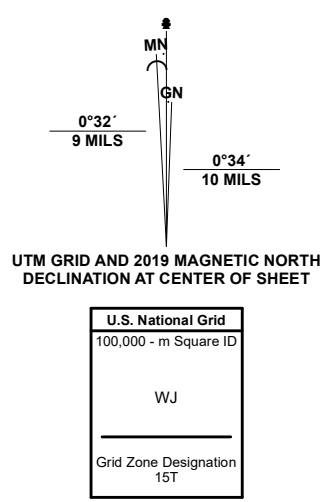 MN
GN
0°32´
9 MILS
0°34´
10 MILS
UTM GRID AND 2019 MAGNETIC NORTH
DECLINATION AT CENTER OF SHEET
U.S. National Grid
100,000 - m Square ID
WJ
Grid Zone Designation
15T